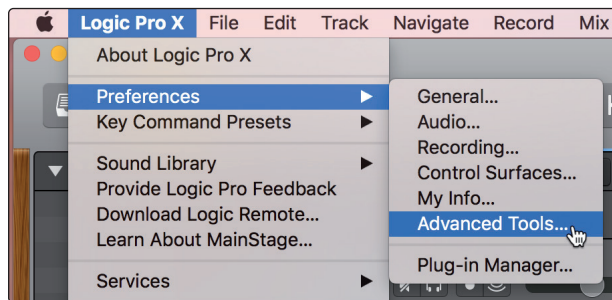 Logic Pro X File Edit Track Navigate Record Mix
About Logic Pro X
Preferences
Key Command Presets
Sound Library
Provide Logic Pro Feedback
Download Logic Remote...
Learn About MainStage...
Services
General...
Audio...
Recording...
Control Surfaces...
My Info...
Advanced Tools...
Plug-in Manager...